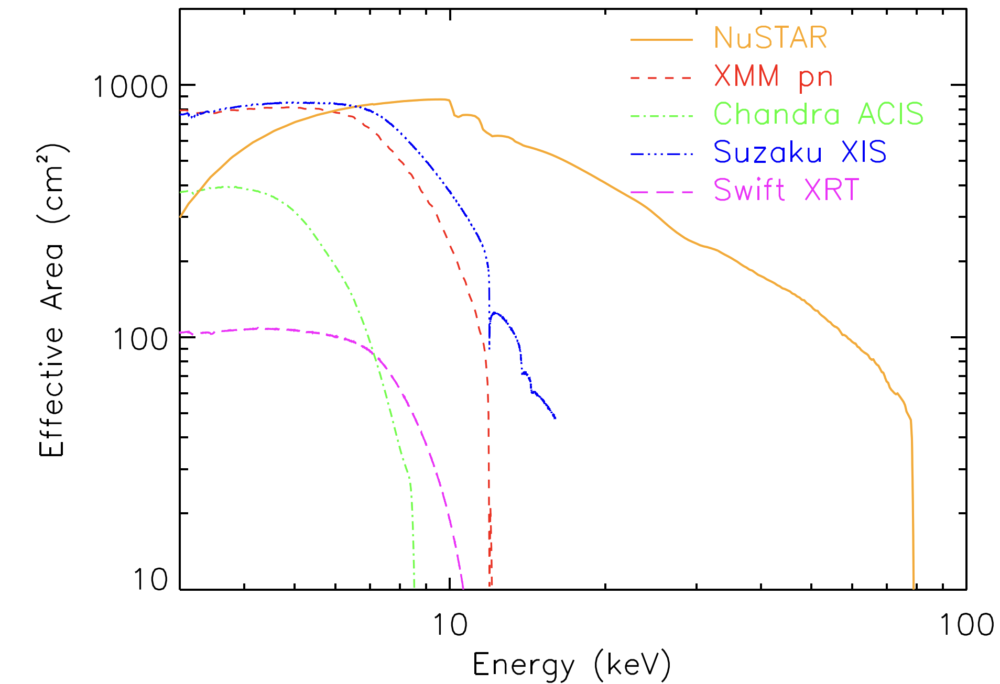 NuSTAR
XMM pn
Chandra ACIS
Suzaku XIS
Swift XRT
1000
100
10
Effective Area (cm²)
10
100
Energy (keV)